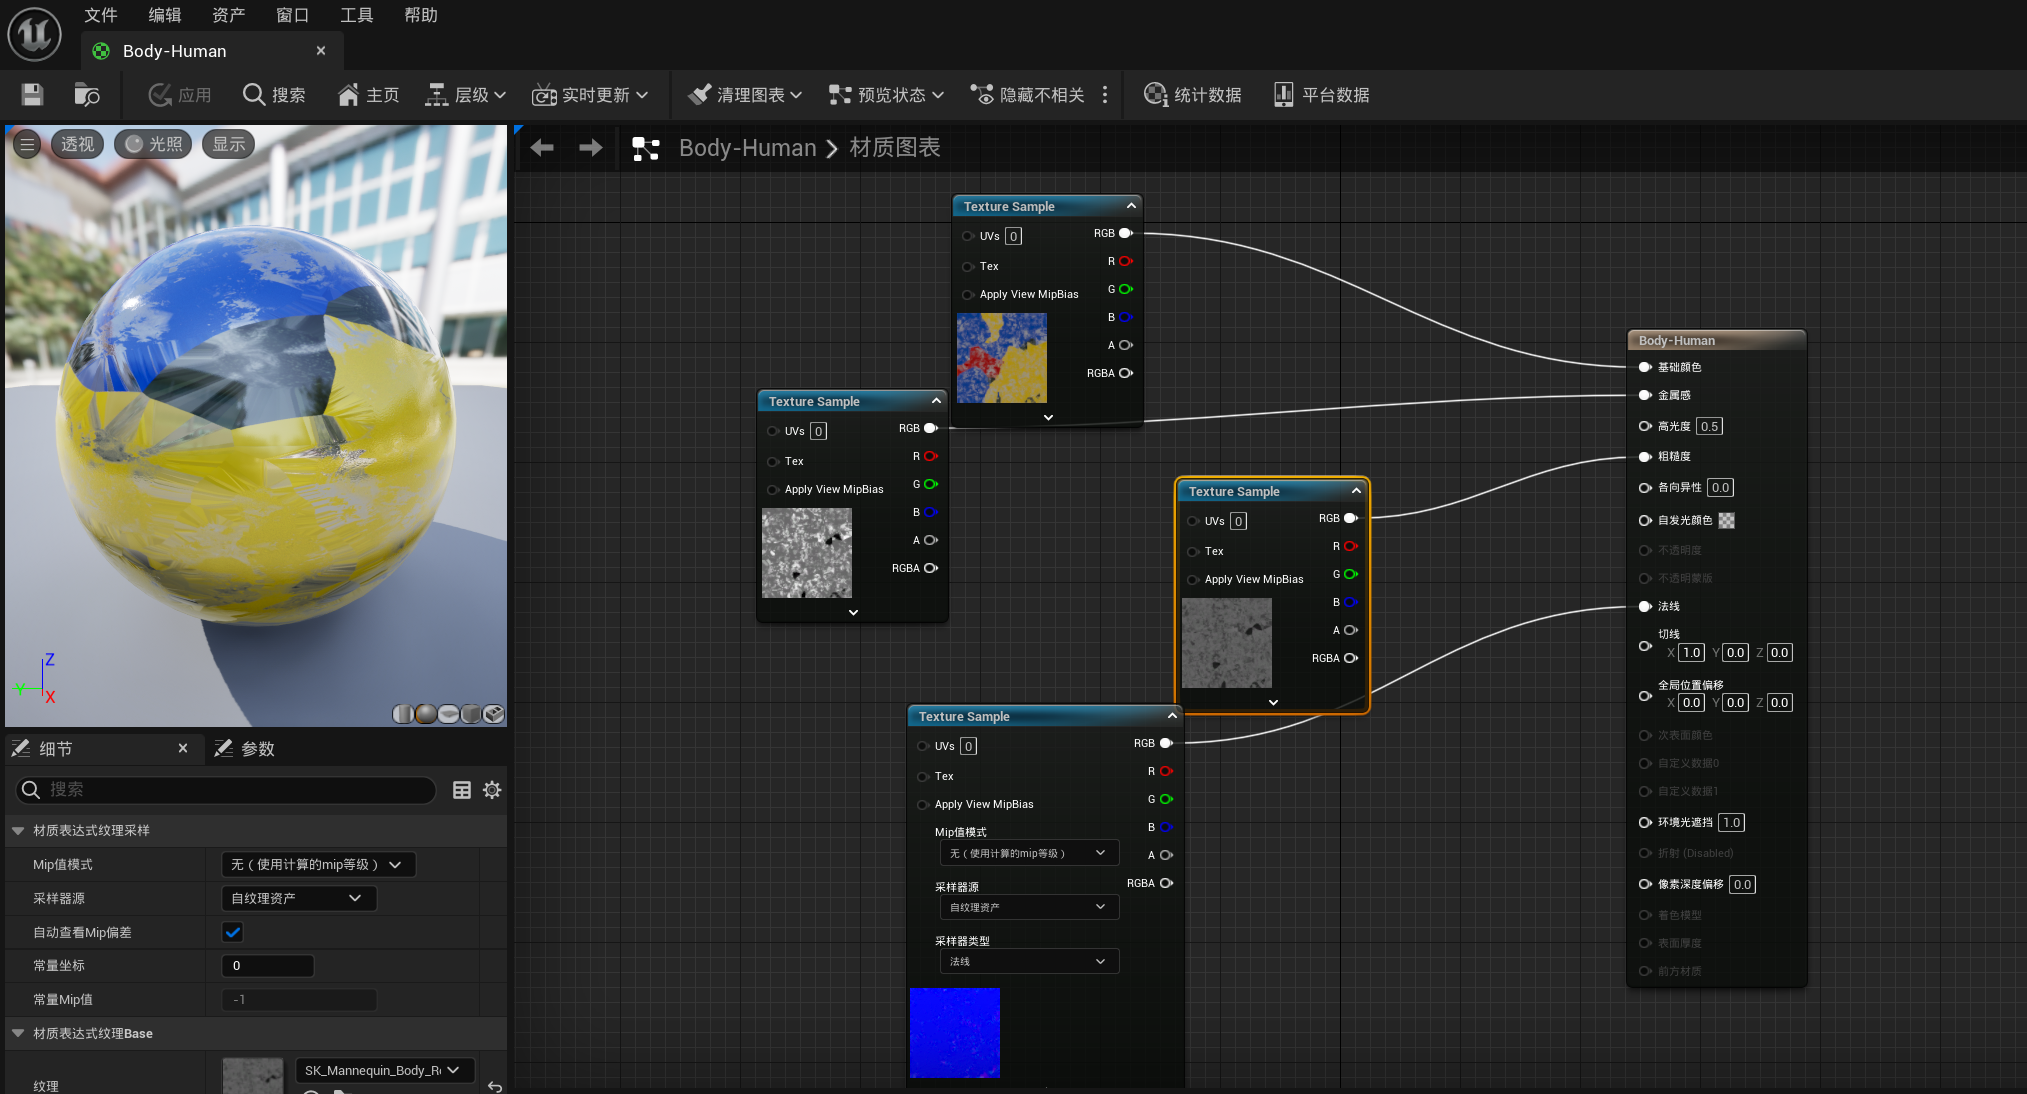 文件 编辑 资产 窗口 工具 帮助
Body-Human
应用 搜索 主页 层级 实时更新 清理图表 预览状态 隐藏不相关 统计数据 平台数据
透视 光照 显示
Z
Y
X
细节 参数
搜索
材质表达式纹理采样
Mip值模式 无（使用计算的mip等级）
采样器源 自纹理资产
自动查看Mip偏差
常量坐标 0
常量Mip值 -1
材质表达式纹理Base
纹理 SK_Mannequin_Body_R
Body-Human 材质图表
Texture Sample
UVs 0 RGB
R
Tex
G
Apply View MipBias
B
A
RGBA
Texture Sample
UVs 0 RGB
R
Tex
G
Apply View MipBias
B
A
RGBA
Texture Sample
UVs 0 RGB
R
Tex
G
Apply View MipBias
B
A
RGBA
Texture Sample
UVs 0 RGB
R
Tex
G
Apply View MipBias
B
Mip值模式
无（使用计算的mip等级）
A
采样器源
RGBA
自纹理资产
采样器类型
法线
Body-Human
基础颜色
金属感
高光度 0.5
粗糙度
各向异性 0.0
自发光颜色
不透明度
不透明蒙版
法线
切线
X 1.0 Y 0.0 Z 0.0
全局位置偏移
X 0.0 Y 0.0 Z 0.0
次表面颜色
自定义数据0
自定义数据1
环境光遮挡 1.0
折射 (Disabled)
像素深度偏移 0.0
着色模型
表面厚度
前方材质